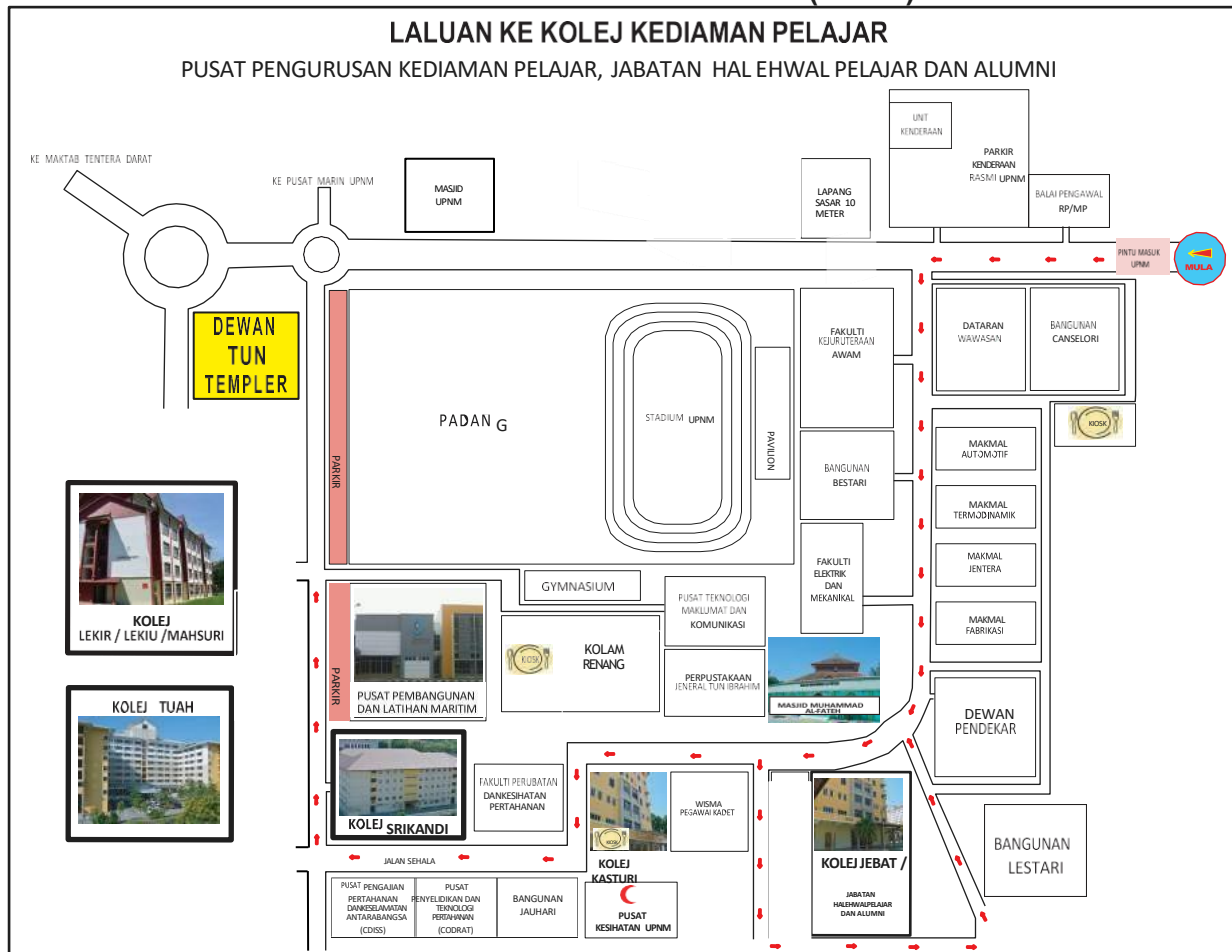 LALUAN KE KOLEJ KEDIAMAN PELAJAR
PUSAT PENGURUSAN KEDIAMAN PELAJAR, JABATAN HAL EHWAL PELAJAR DAN ALUMNI
UNIT
KENDERAAN
PARKIR
KENDERAAN
RASMI UPNM
BALAI PENGAWAL
RP/MP
KE MAKTAB TENTERA DARAT
KE PUSAT MARIN UPNM
MASJID
UPNM
LAPANG
SASAR 10
METER
PINTU MASUK
UPNM
MULA
DEWAN
TUN
TEMPLER
PARKIR
PADAN G
STADIUM UPNM
PAVILION
FAKULTI
KEJURUTERAAN
AWAM
DATARAN
WAWASAN
BANGUNAN
CANSELORI
KIOSK
BANGUNAN
BESTARI
MAKMAL
AUTOMOTIF
MAKMAL
TERMODINAMIK
MAKMAL
JENTERA
MAKMAL
FABRIKASI
FAKULTI
ELEKTRIK
DAN
MEKANIKAL
KOLEJ
LEKIR / LEKIU /MAHSURI
GYMNASIUM
PUSAT TEKNOLOGI
MAKLUMAT DAN
KOMUNIKASI
PARKIR
PUSAT PEMBANGUNAN
DAN LATIHAN MARITIM
KIOSK
KOLAM
RENANG
PERPUSTAKAAN
JENERAL TUN IBRAHIM
MASJID MUHAMMAD
AL-FATEH
DEWAN
PENDEKAR
KOLEJ TUAH
KOLEJ SRIKANDI
FAKULTI PERUBATAN
DANKESIHATAN
PERTAHANAN
KIOSK
KOLEJ
KASTURI
WISMA
PEGAWAI KADET
KOLEJ JEBAT /
JABATAN
HALEHWALPELAJAR
DAN ALUMNI
BANGUNAN
LESTARI
JALAN SEHALA
PUSAT PENGAJIAN
PERTAHANAN
DANKESELAMATAN
ANTARABANGSA
(CDISS)
PUSAT
PENYELIDIKAN DAN
TEKNOLOGI
PERTAHANAN
(CODRAT)
BANGUNAN
JAUHARI
PUSAT
KESIHATAN UPNM